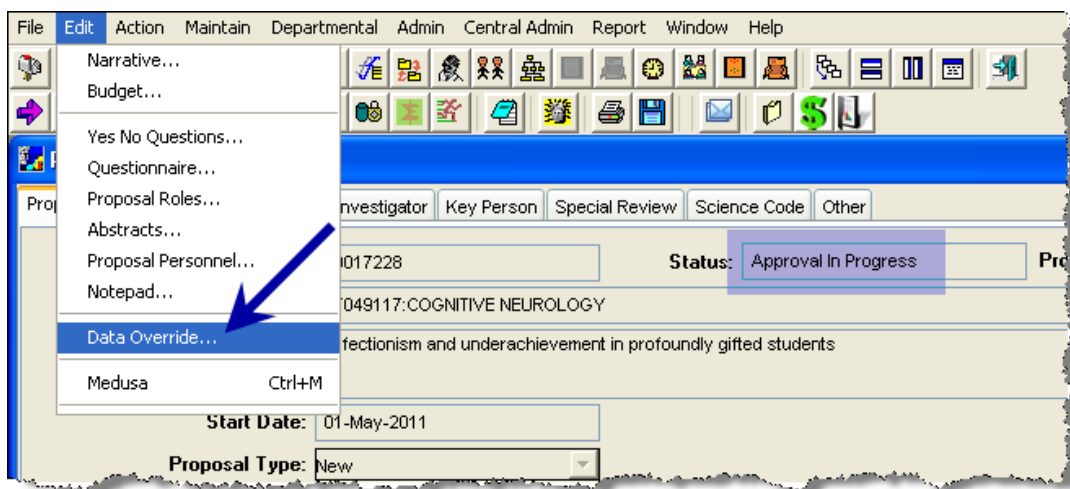 File Edit Action Maintain Departmental Admin Central Admin Report Window Help
Narrative...
Budget...
Yes No Questions...
Questionnaire...
Proposal Roles...
Abstracts...
Proposal Personnel...
Notepad...
Data Override...
Medusa Ctrl+M
Key Person Special Review Science Code Other
017228 Status: Approval In Progress
049117:COGNITIVE NEUROLOGY
fectionism and underachievement in profoundly gifted students
Start Date: 01-May-2011
Proposal Type: New